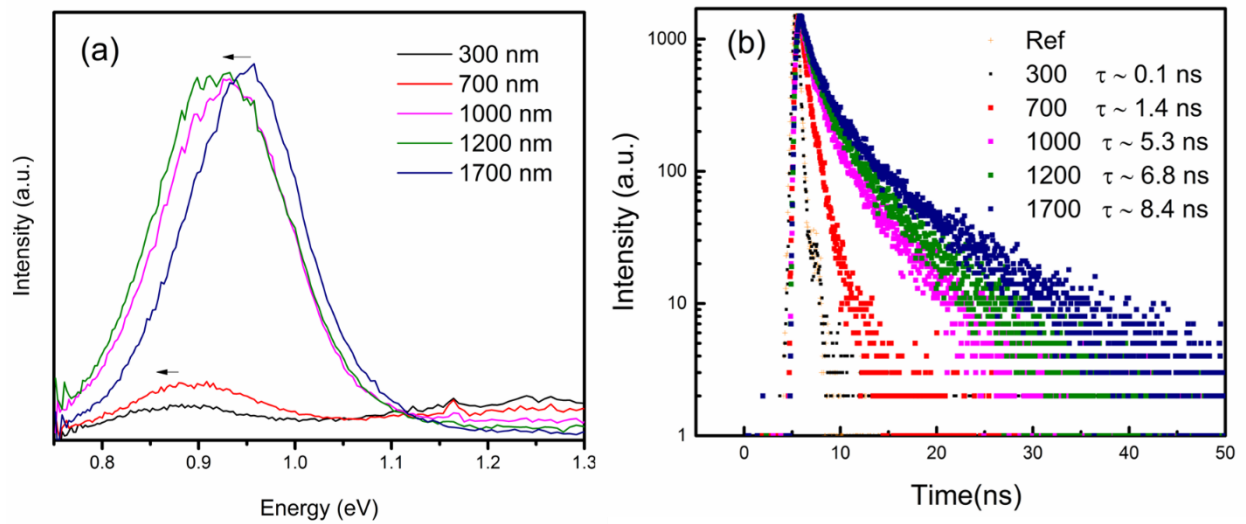 (a)
300 nm
700 nm
1000 nm
1200 nm
1700 nm
Intensity (a.u.)
0.8 0.9 1.0 1.1 1.2 1.3
Energy (eV)
(b)
Ref
300 τ ~ 0.1 ns
700 τ ~ 1.4 ns
1000 τ ~ 5.3 ns
1200 τ ~ 6.8 ns
1700 τ ~ 8.4 ns
1000
100
10
1
Intensity (a.u.)
0 10 20 30 40 50
Time(ns)